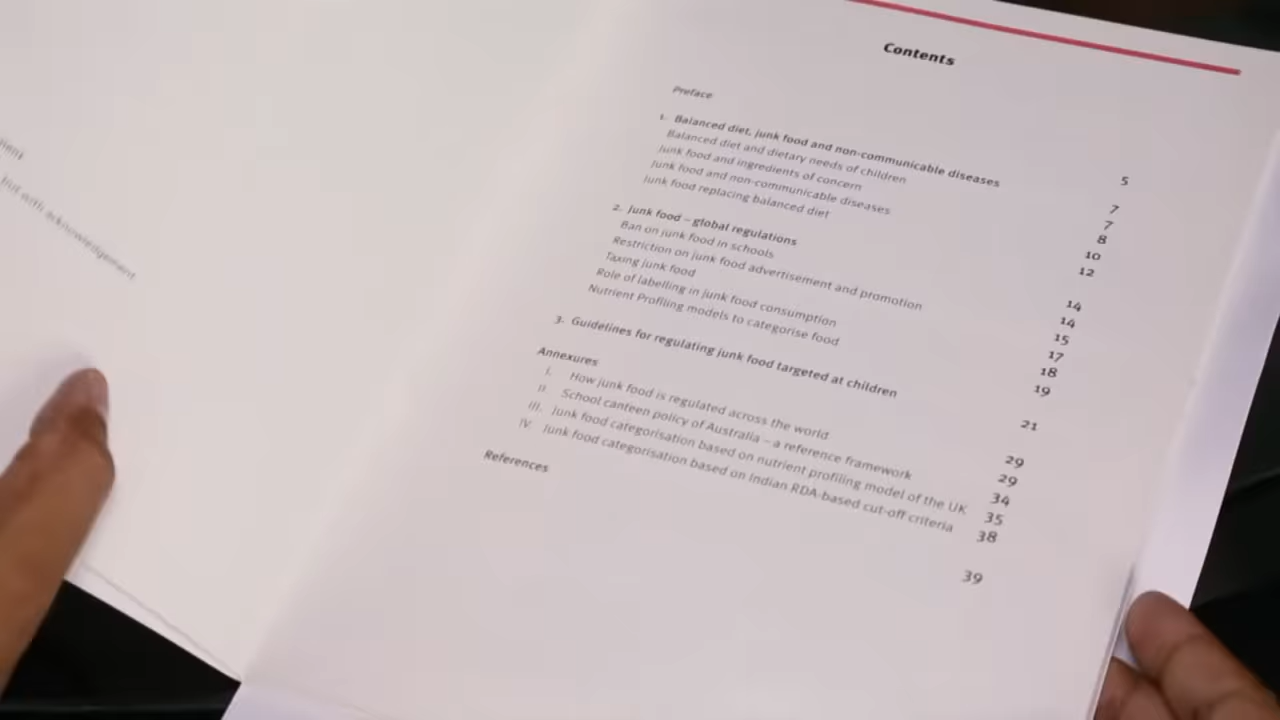 but with acknowledgement
Contents
Preface 5
1. Balanced diet, junk food and non-communicable diseases 7
Balanced diet and dietary needs of children 7
Junk food and ingredients of concern 8
Junk food and non-communicable diseases 10
Junk food replacing balanced diet 12
2. Junk food – global regulations 14
Ban on junk food in schools 14
Restriction on junk food advertisement and promotion 15
Taxing junk food 17
Role of labelling in junk food consumption 18
Nutrient Profiling models to categorise food 19
3. Guidelines for regulating junk food targeted at children 21
Annexures 29
I. How junk food is regulated across the world 29
II. School canteen policy of Australia – a reference framework 34
III. Junk food categorisation based on nutrient profiling model of the UK 35
IV. Junk food categorisation based on Indian RDA-based cut-off criteria 38
References 39